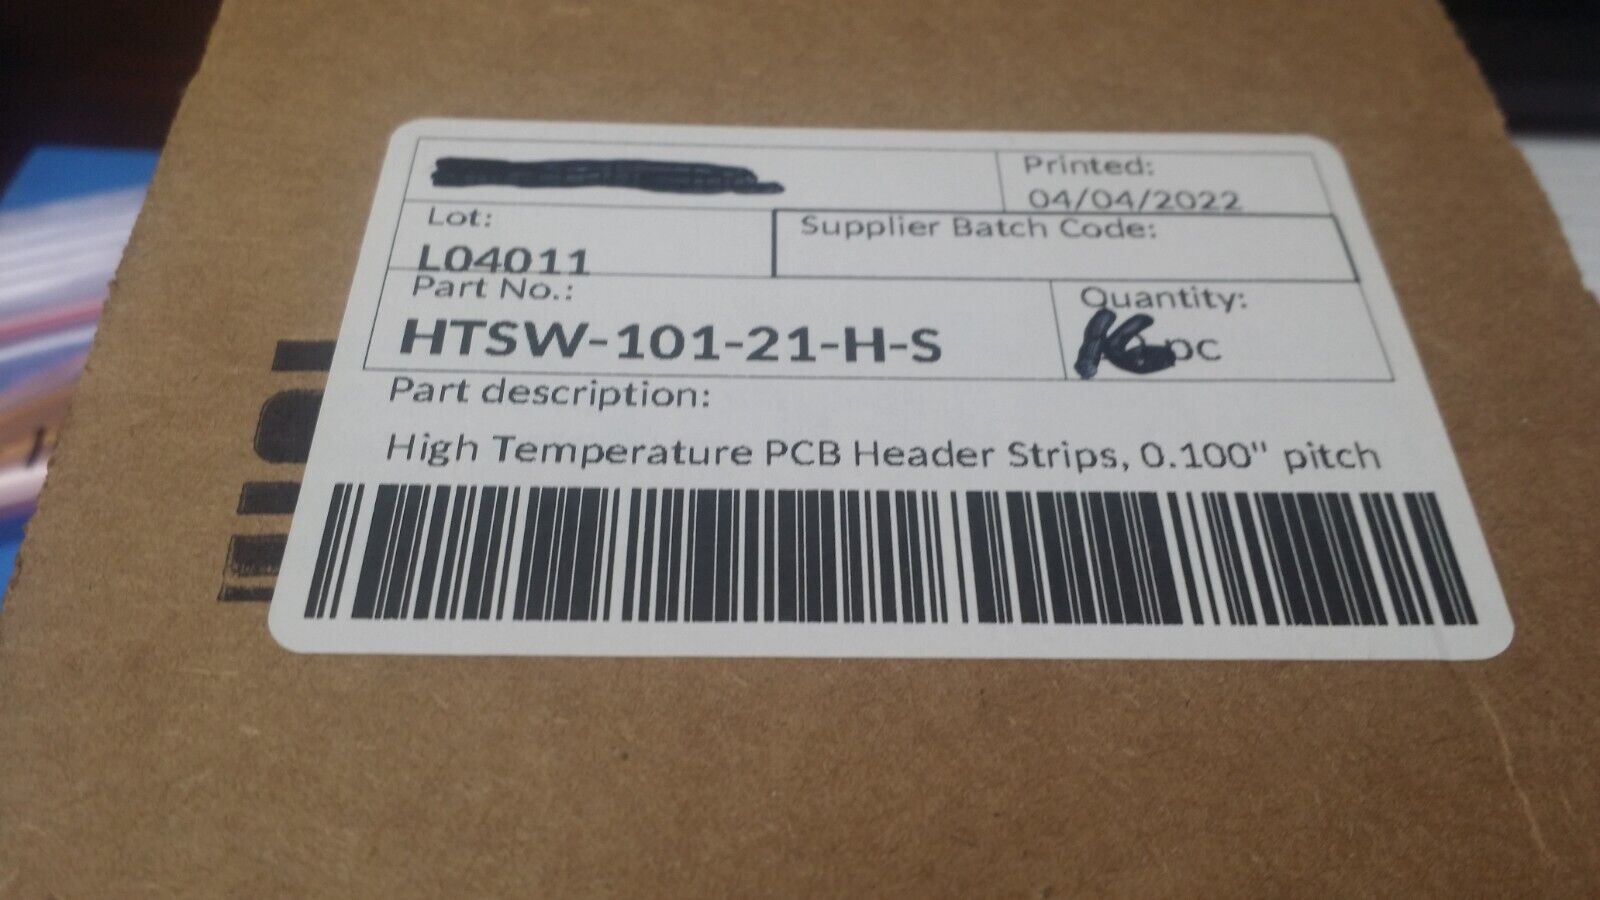 Printed:
04/04/2022
Lot:
L04011
Supplier Batch Code:
Part No.:
HTSW-101-21-H-S
Quantity:
pc
Part description:
High Temperature PCB Header Strips, 0.100" pitch